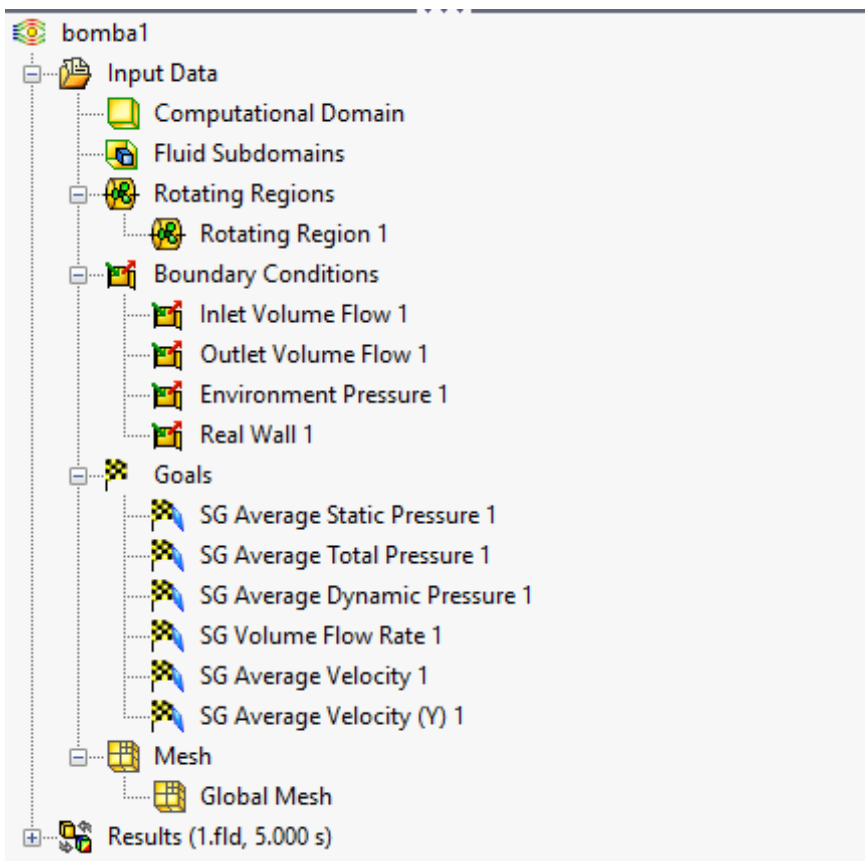 bomba1
Input Data
Computational Domain
Fluid Subdomains
Rotating Regions
Rotating Region 1
Boundary Conditions
Inlet Volume Flow 1
Outlet Volume Flow 1
Environment Pressure 1
Real Wall 1
Goals
SG Average Static Pressure 1
SG Average Total Pressure 1
SG Average Dynamic Pressure 1
SG Volume Flow Rate 1
SG Average Velocity 1
SG Average Velocity (Y) 1
Mesh
Global Mesh
Results (1.fld, 5.000 s)